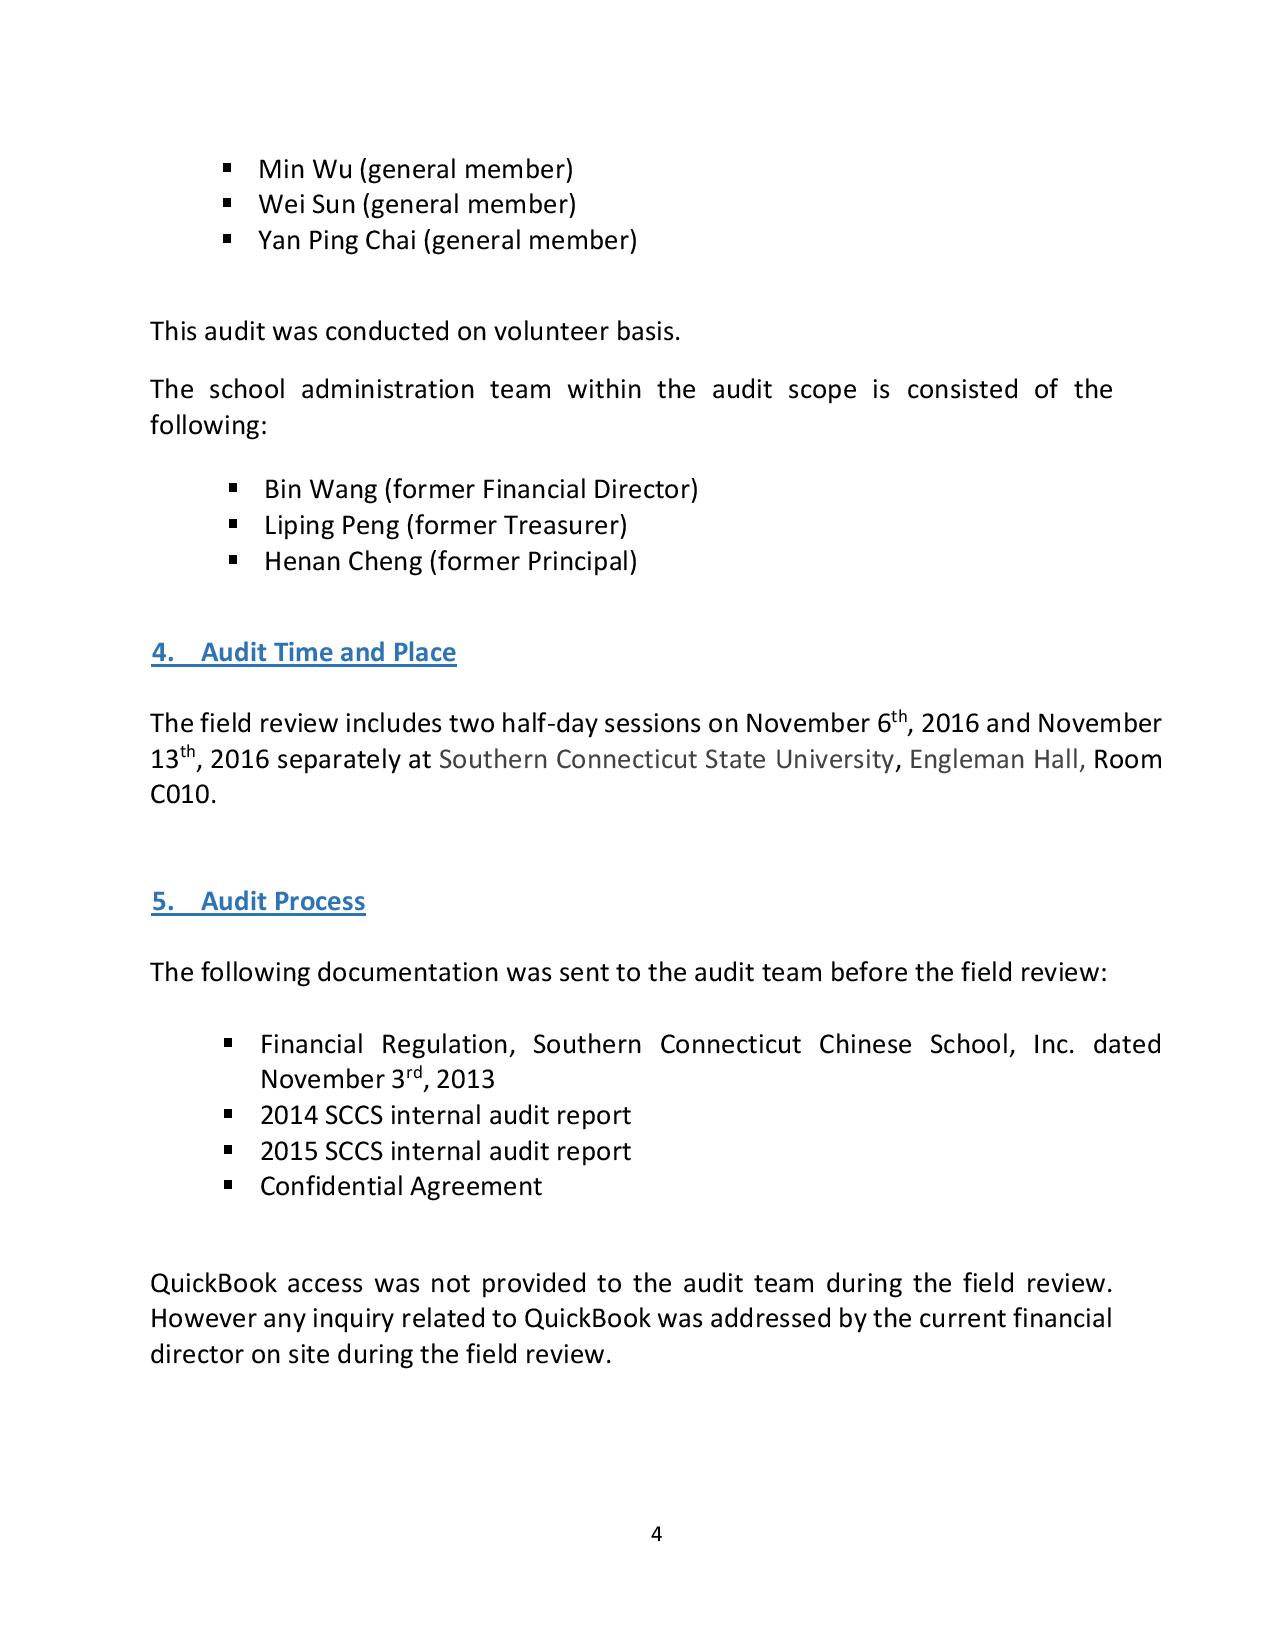 ▪ Min Wu (general member)
▪ Wei Sun (general member)
▪ Yan Ping Chai (general member)
This audit was conducted on volunteer basis.
The school administration team within the audit scope is consisted of the
following:
▪ Bin Wang (former Financial Director)
▪ Liping Peng (former Treasurer)
▪ Henan Cheng (former Principal)
4. Audit Time and Place
The field review includes two half-day sessions on November 6th, 2016 and November
13th, 2016 separately at Southern Connecticut State University, Engleman Hall, Room
C010.
5. Audit Process
The following documentation was sent to the audit team before the field review:
▪ Financial Regulation, Southern Connecticut Chinese School, Inc. dated
November 3rd, 2013
▪ 2014 SCCS internal audit report
▪ 2015 SCCS internal audit report
▪ Confidential Agreement
QuickBook access was not provided to the audit team during the field review.
However any inquiry related to QuickBook was addressed by the current financial
director on site during the field review.
4